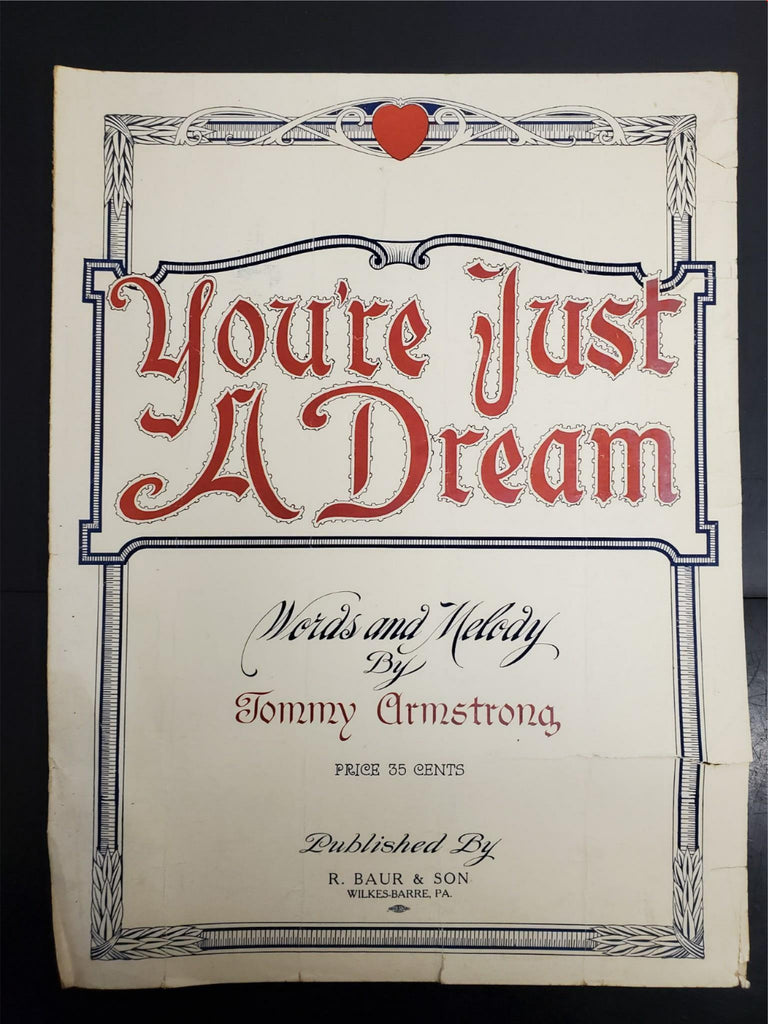 You're Just
A Dream
Words and Melody
By
Tommy Armstrong
PRICE 35 CENTS
Published By
R. BAUR & SON
WILKES-BARRE, PA.